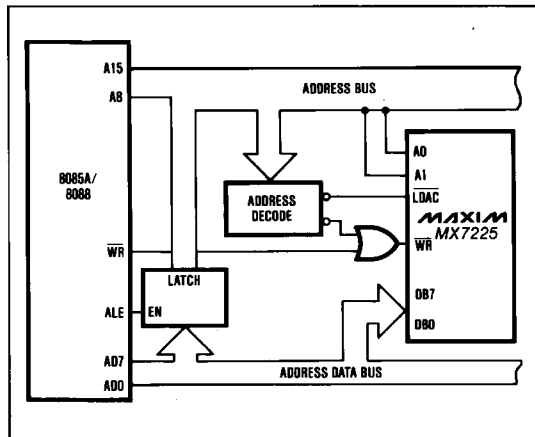 A15
A8
ADDRESS BUS
8085A/
8088
A0
A1
LDAC
ADDRESS
DECODE
MAXIM
MX7225
WR
WR
LATCH
DB7
DB0
ALE
EN
AD7
AD0
ADDRESS DATA BUS